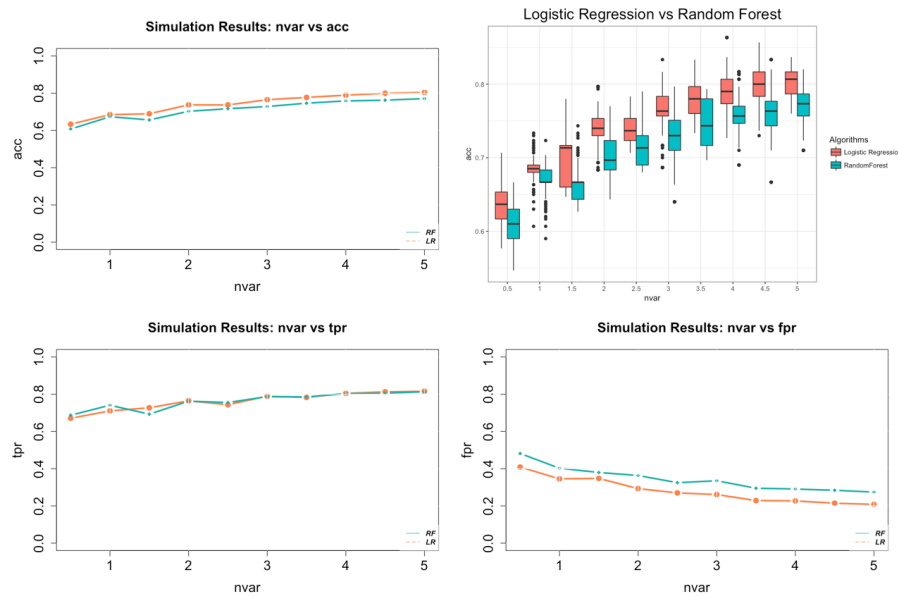 Simulation Results: nvar vs acc
1.0
0.8
0.6
0.4
0.2
0.0
acc
RF
LR
1 2 3 4 5
nvar
Logistic Regression vs Random Forest
0.8
0.7
0.6
acc
0.5 1 1.5 2 2.5 3 3.5 4 4.5 5
nvar
Algorithms
Logistic Regressio
RandomForest
Simulation Results: nvar vs tpr
1.0
0.8
0.6
0.4
0.2
0.0
tpr
RF
LR
1 2 3 4 5
nvar
Simulation Results: nvar vs fpr
1.0
0.8
0.6
0.4
0.2
0.0
fpr
RF
LR
1 2 3 4 5
nvar